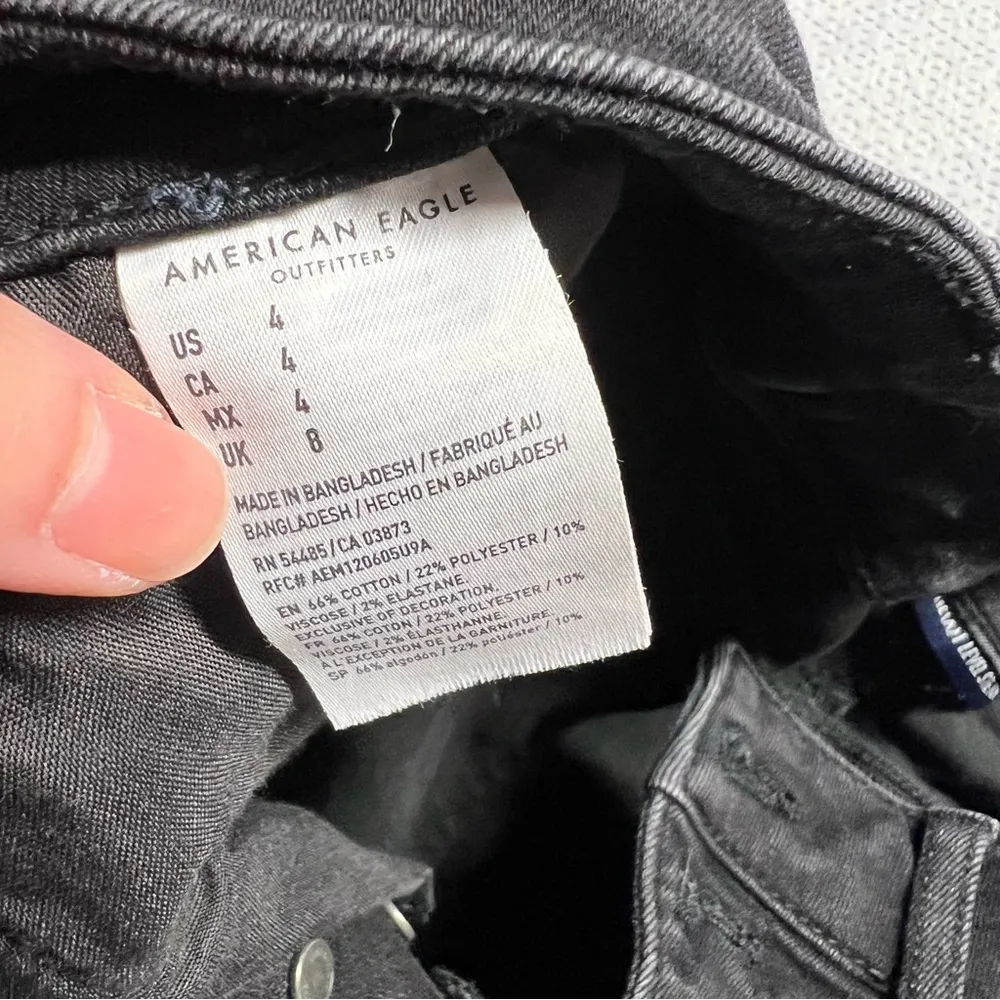 AMERICAN EAGLE
OUTFITTERS
US 4
CA 4
MX 4
UK 8
MADE IN BANGLADESH / FABRIQUÉ AU
BANGLADESH / HECHO EN BANGLADESH
RN 54485/CA 03873
RFC# AEM120605U9A
EN 66% COTTON / 22% POLYESTER / 10%
VISCOSE / 2% ELASTANE.
EXCLUSIVE OF DECORATION.
FR 66% COTON / 22% POLYESTER / 10%
VISCOSE / 2% ÉLASTHANNE.
À L'EXCEPTION DE LA GARNITURE.
SP 66% algodón / 22% poliéster / 10%